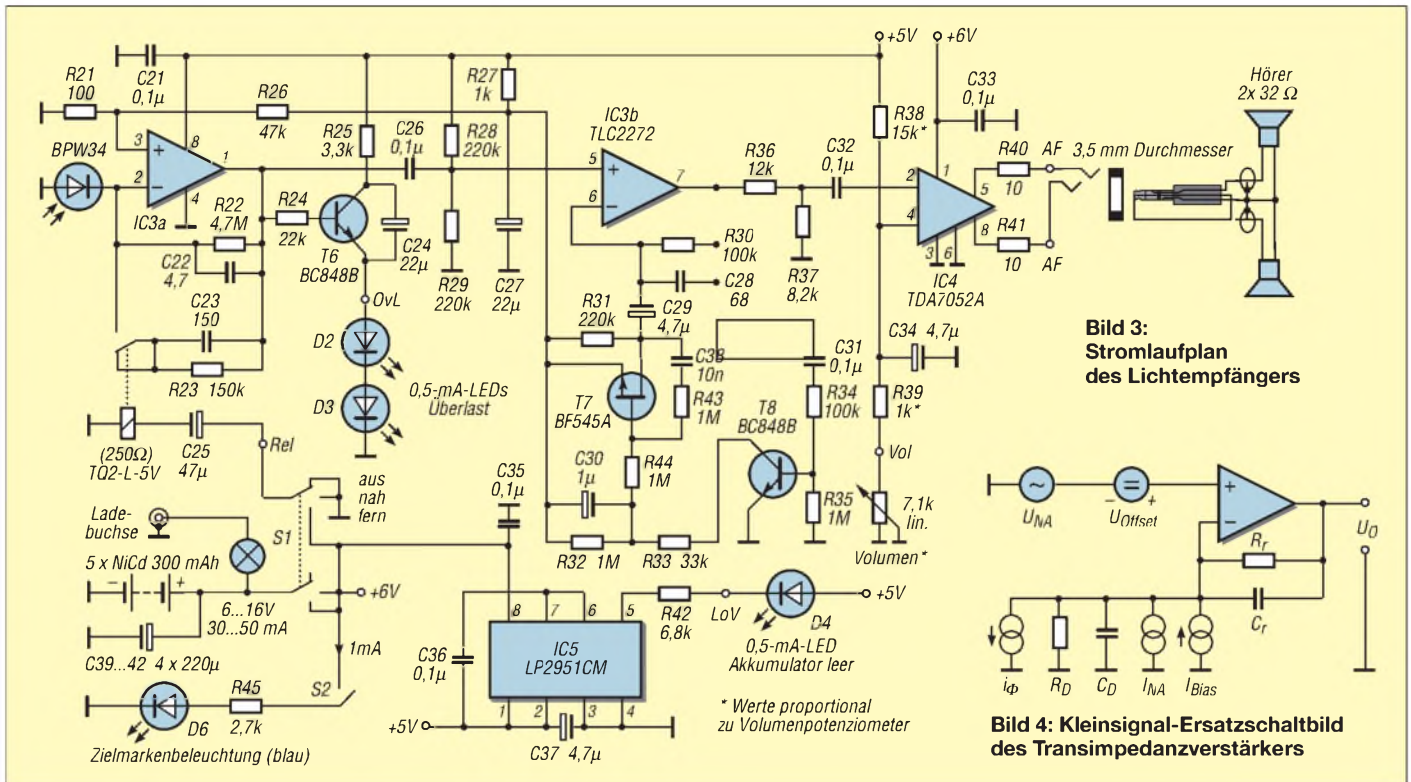 +5V
+6V
R21
100
C21
0,1µ
R26
47k
R27
1k
BPW34
3
2
8
1
4
IC3a
R25
3,3k
C26
0,1µ
R28
220k
R22
4,7M
R24
22k
T6
BC848B
C24
22µ
R29
220k
C27
22µ
C22
4,7
C23
150
R23 150k
OvL
D2
D3
0,5-mA-LEDs
Überlast
IC3b
TLC2272
5
6
7
R36
12k
C32
0,1µ
R37
8,2k
R30
100k
C28
68
C29
4,7µ
R31
220k
C38
10n
R43
1M
T7
BF545A
R44
1M
C30
1µ
R32 1M
R33 33k
T8
BC848B
C31
0,1µ
R34
100k
R35
1M
R38
15k*
C33
0,1µ
2
4
1
5
8
3
6
IC4
TDA7052A
R40
10
R41
10
AF
AF
3,5 mm Durchmesser
Hörer
2x 32 Ω
C34 4,7µ
R39
1k*
Vol
7,1k
lin.
Volumen*
Bild 3:
Stromlaufplan
des Lichtempfängers
(250Ω)
TQ2-L-5V
C25
47µ
Rel
aus
nah
fern
Lade-
buchse
S1
5 x NiCd 300 mAh
− +
6...16V
30...50 mA
+6V
C39...42 4 x 220µ
1mA
S2
R45
2,7k
D6
Zielmarkenbeleuchtung (blau)
C35
0,1µ
8
7
6
5
IC5
LP2951CM
1
2
3
4
C36
0,1µ
+5V
C37 4,7µ
R42
6,8k
LoV
D4
+5V
0,5-mA-LED
Akkumulator leer
* Werte proportional
zu Volumenpotenziometer
UNA
UOffset
− +
+
−
UO
Rr
Cr
iΦ
RD
CD
INA
IBias
Bild 4: Kleinsignal-Ersatzschaltbild
des Transimpedanzverstärkers